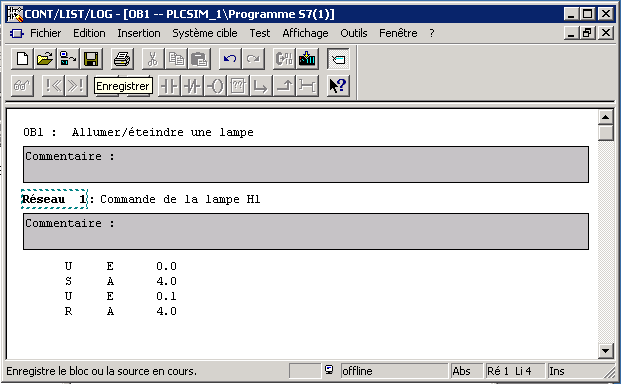 CONT/LIST/LOG - [OB1 -- PLCSIM_1\Programme S7(1)]
Fichier Edition Insertion Système cible Test Affichage Outils Fenêtre ?
Enregistrer
OB1 : Allumer/éteindre une lampe
Commentaire :
Réseau 1: Commande de la lampe H1
Commentaire :
U E 0.0
S A 4.0
U E 0.1
R A 4.0
Enregistre le bloc ou la source en cours. offline Abs Ré 1 Li 4 Ins